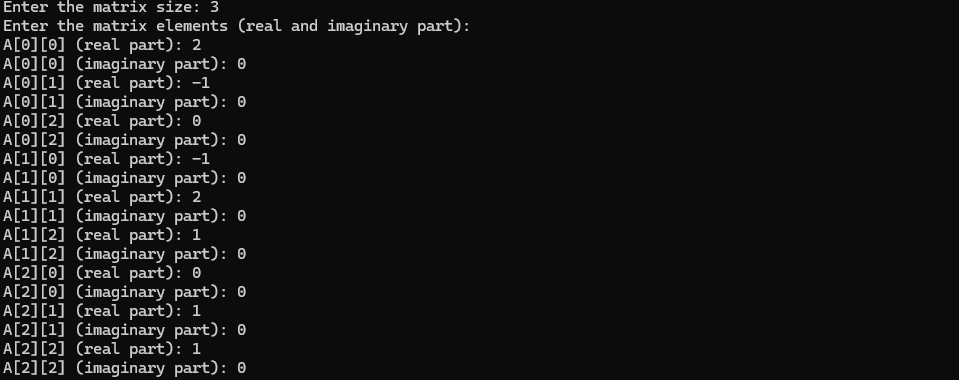 Enter the matrix size: 3
Enter the matrix elements (real and imaginary part):
A[0][0] (real part): 2
A[0][0] (imaginary part): 0
A[0][1] (real part): -1
A[0][1] (imaginary part): 0
A[0][2] (real part): 0
A[0][2] (imaginary part): 0
A[1][0] (real part): -1
A[1][0] (imaginary part): 0
A[1][1] (real part): 2
A[1][1] (imaginary part): 0
A[1][2] (real part): 1
A[1][2] (imaginary part): 0
A[2][0] (real part): 0
A[2][0] (imaginary part): 0
A[2][1] (real part): 1
A[2][1] (imaginary part): 0
A[2][2] (real part): 1
A[2][2] (imaginary part): 0